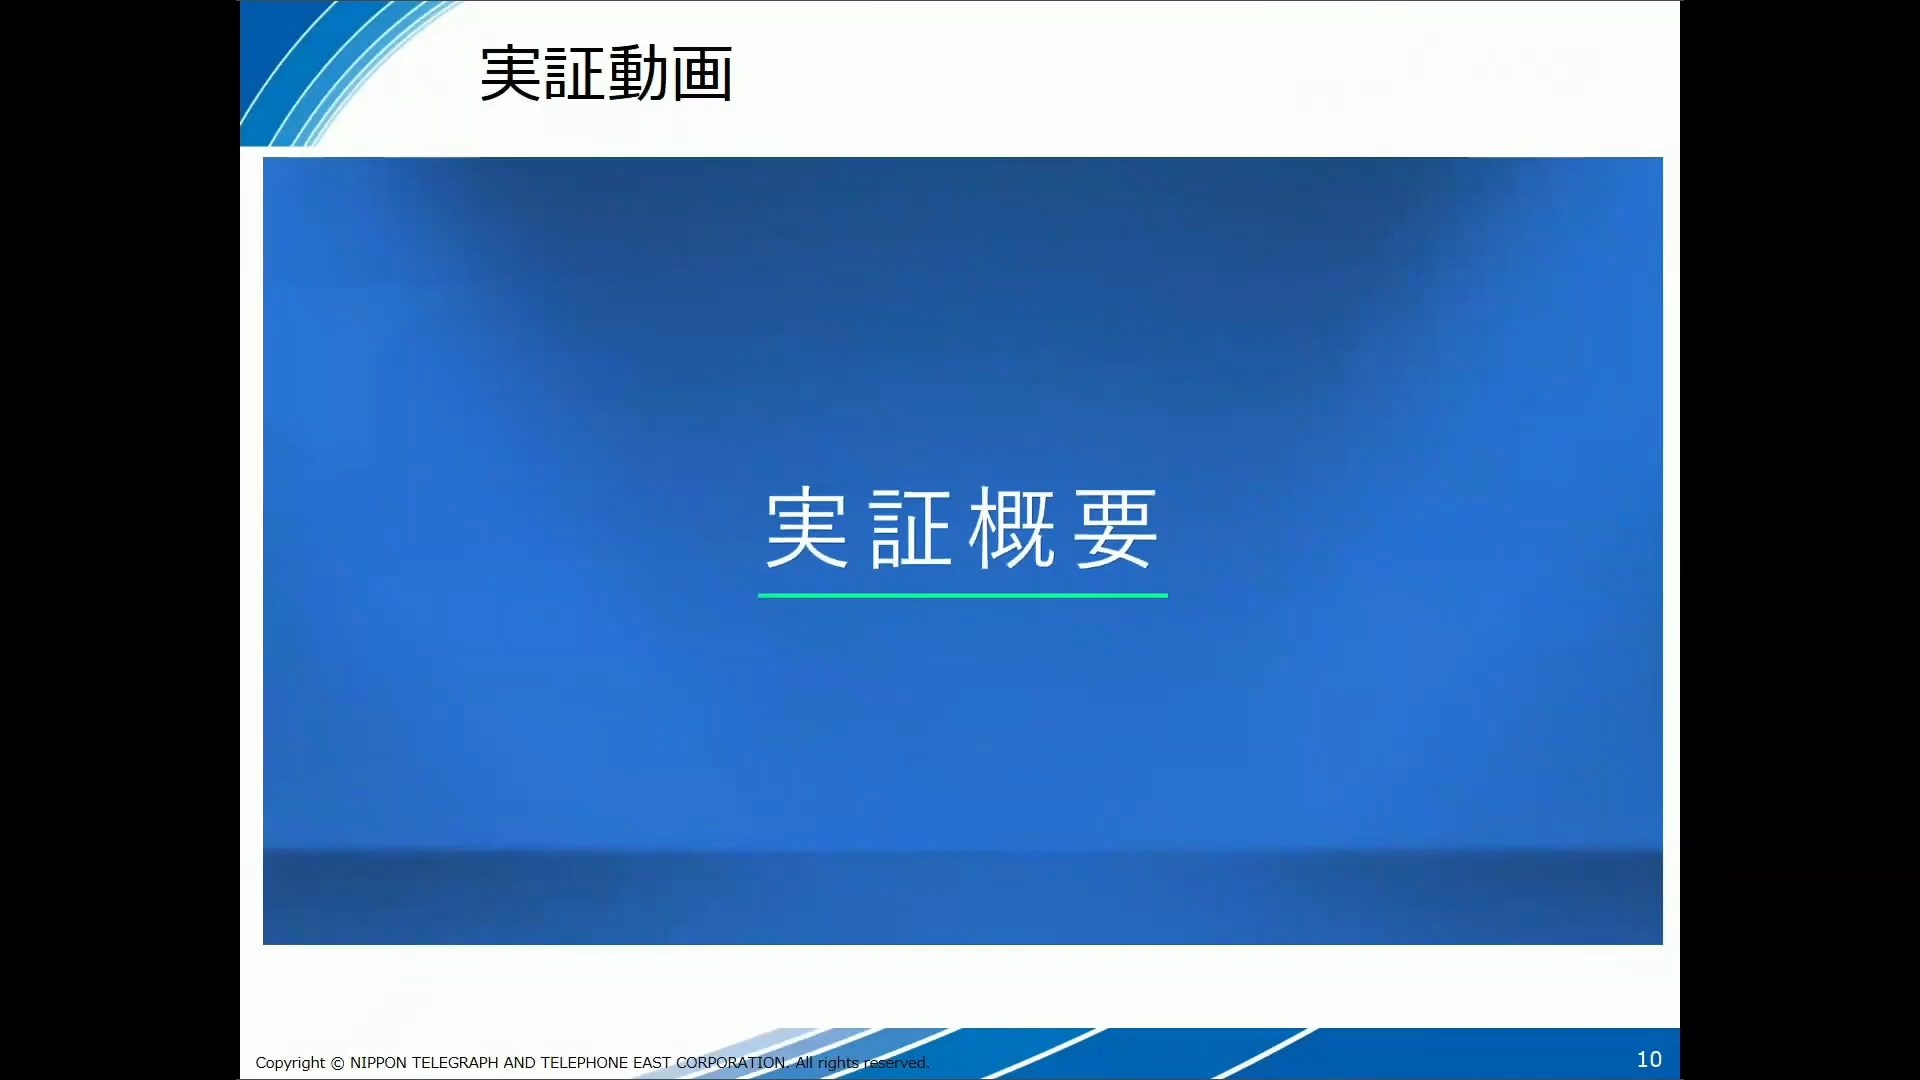 実証動画
実証概要
Copyright © NIPPON TELEGRAPH AND TELEPHONE EAST CORPORATION. All rights reserved.
10